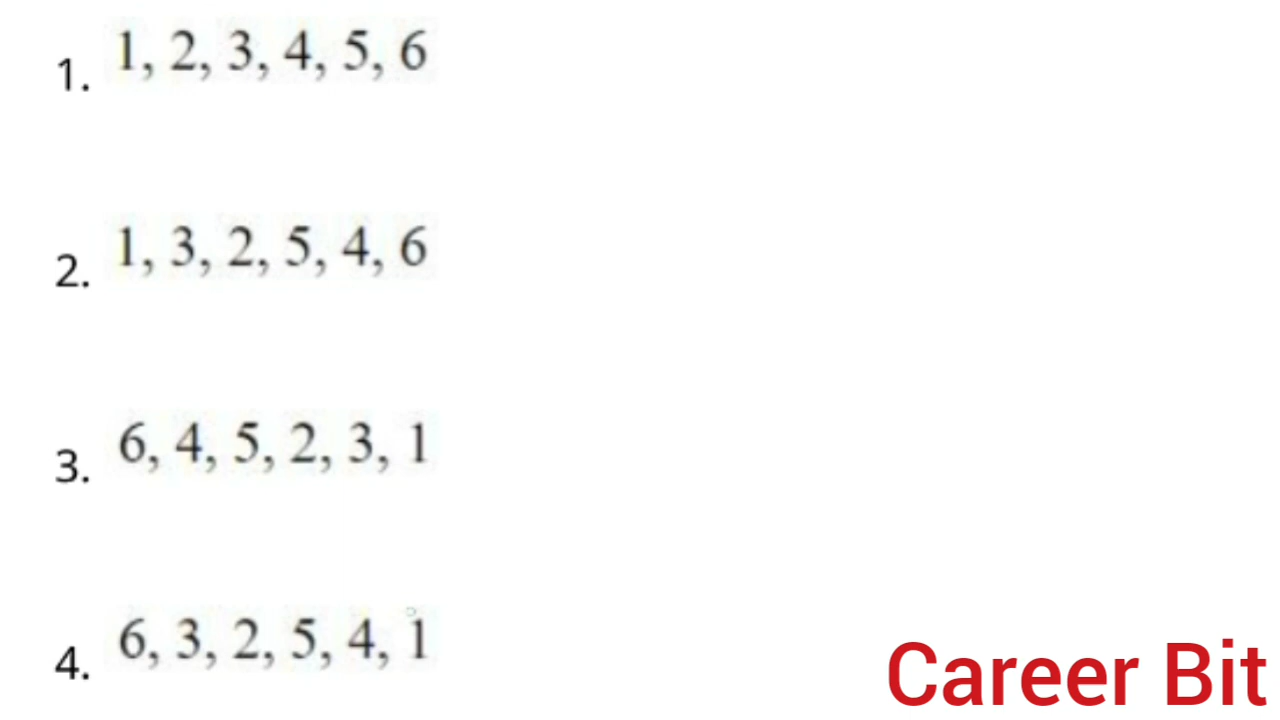 1. 1, 2, 3, 4, 5, 6
2. 1, 3, 2, 5, 4, 6
3. 6, 4, 5, 2, 3, 1
4. 6, 3, 2, 5, 4, 1
Career Bit